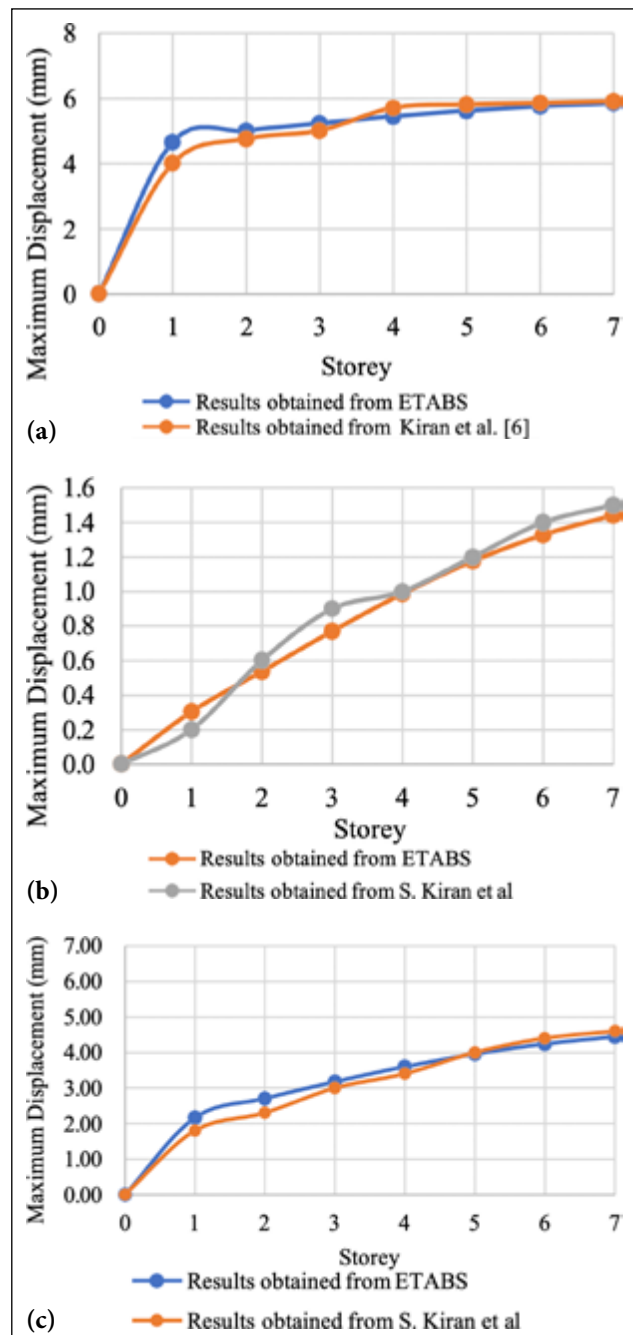 Maximum Displacement (mm)
8
6
4
2
0
0 1 2 3 4 5 6 7
Storey
Results obtained from ETABS
Results obtained from Kiran et al. [6]
(a)
Maximum Displacement (mm)
1.6
1.4
1.2
1.0
0.8
0.6
0.4
0.2
0.0
0 1 2 3 4 5 6 7
Storey
Results obtained from ETABS
Results obtained from S. Kiran et al
(b)
Maximum Displacement (mm)
7.00
6.00
5.00
4.00
3.00
2.00
1.00
0.00
0 1 2 3 4 5 6 7
Storey
Results obtained from ETABS
Results obtained from S. Kiran et al
(c)